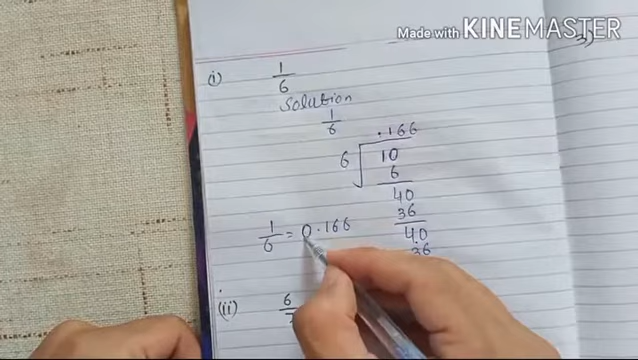 Made with KINEMASTER
3)
(i) 1/6
Solution
1/6
.166
6 10
6
40
36
40
36
1/6 = 0.166
(ii) 6/